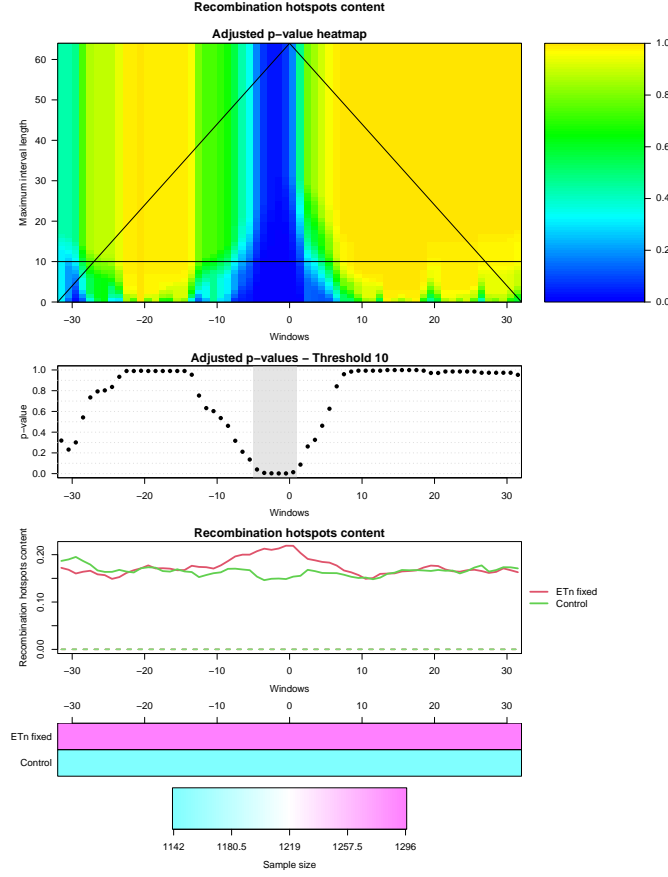 Recombination hotspots content
Adjusted p−value heatmap
Maximum interval length
60
50
40
30
20
10
0
−30 −20 −10 0 10 20 30
Windows
1.0
0.8
0.6
0.4
0.2
0.0
Adjusted p−values − Threshold 10
p−value
1.0
0.8
0.6
0.4
0.2
0.0
−30 −20 −10 0 10 20 30
Windows
Recombination hotspots content
Recombination hotspots content
0.20
0.10
0.00
−30 −20 −10 0 10 20 30
Windows
ETn fixed
Control
−30 −20 −10 0 10 20 30
ETn fixed
Control
1142 1180.5 1219 1257.5 1296
Sample size